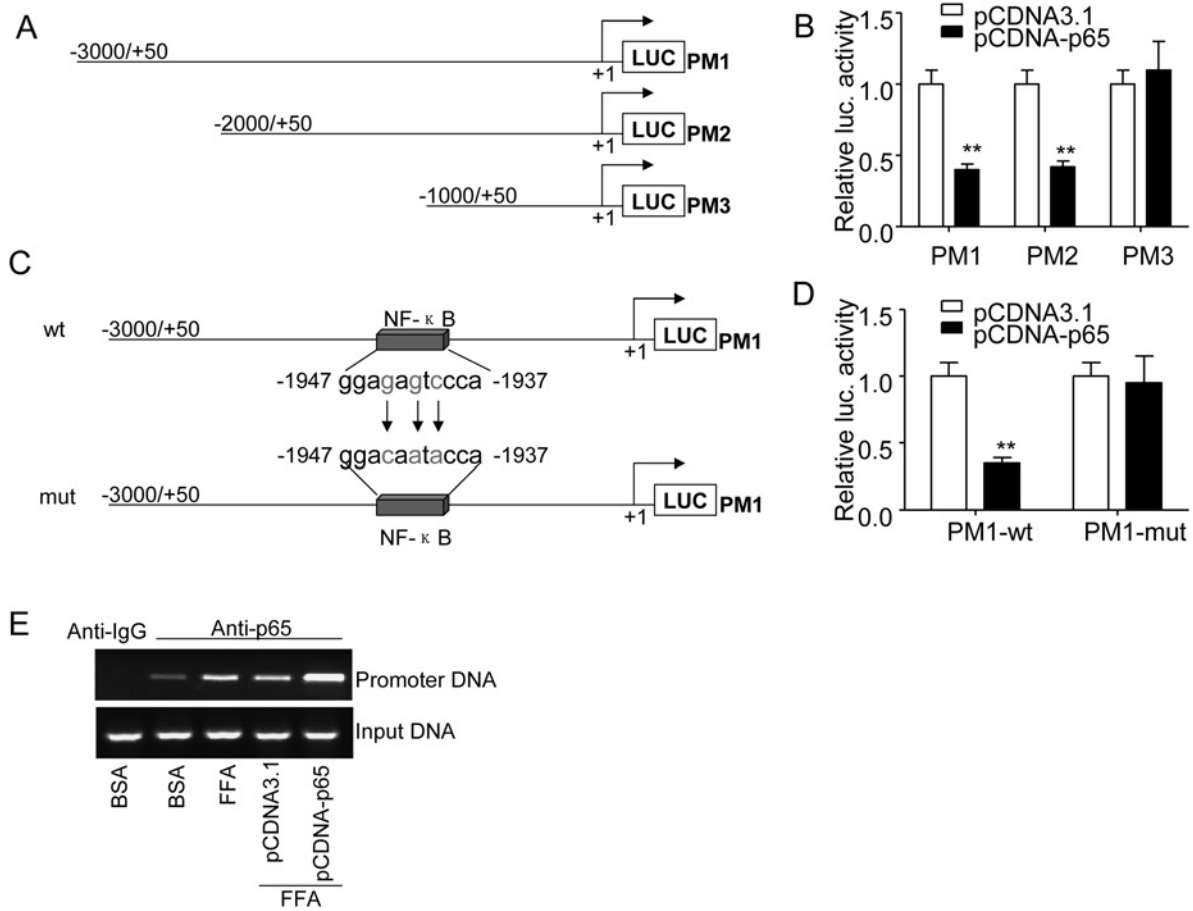 A
-3000/+50
+1
LUC PM1
-2000/+50
+1
LUC PM2
-1000/+50
+1
LUC PM3
B
pCDNA3.1
pCDNA-p65
Relative luc. activity
1.5
1.0
0.5
0.0
**
**
PM1 PM2 PM3
C
wt
-3000/+50
NF-κB
+1
LUC PM1
-1947 ggagagtccca -1937
-1947 ggacaatacca -1937
mut
-3000/+50
NF-κB
+1
LUC PM1
D
pCDNA3.1
pCDNA-p65
Relative luc. activity
1.5
1.0
0.5
0.0
**
PM1-wt PM1-mut
E
Anti-IgG Anti-p65
Promoter DNA
Input DNA
BSA
BSA
FFA
pCDNA3.1
pCDNA-p65
FFA